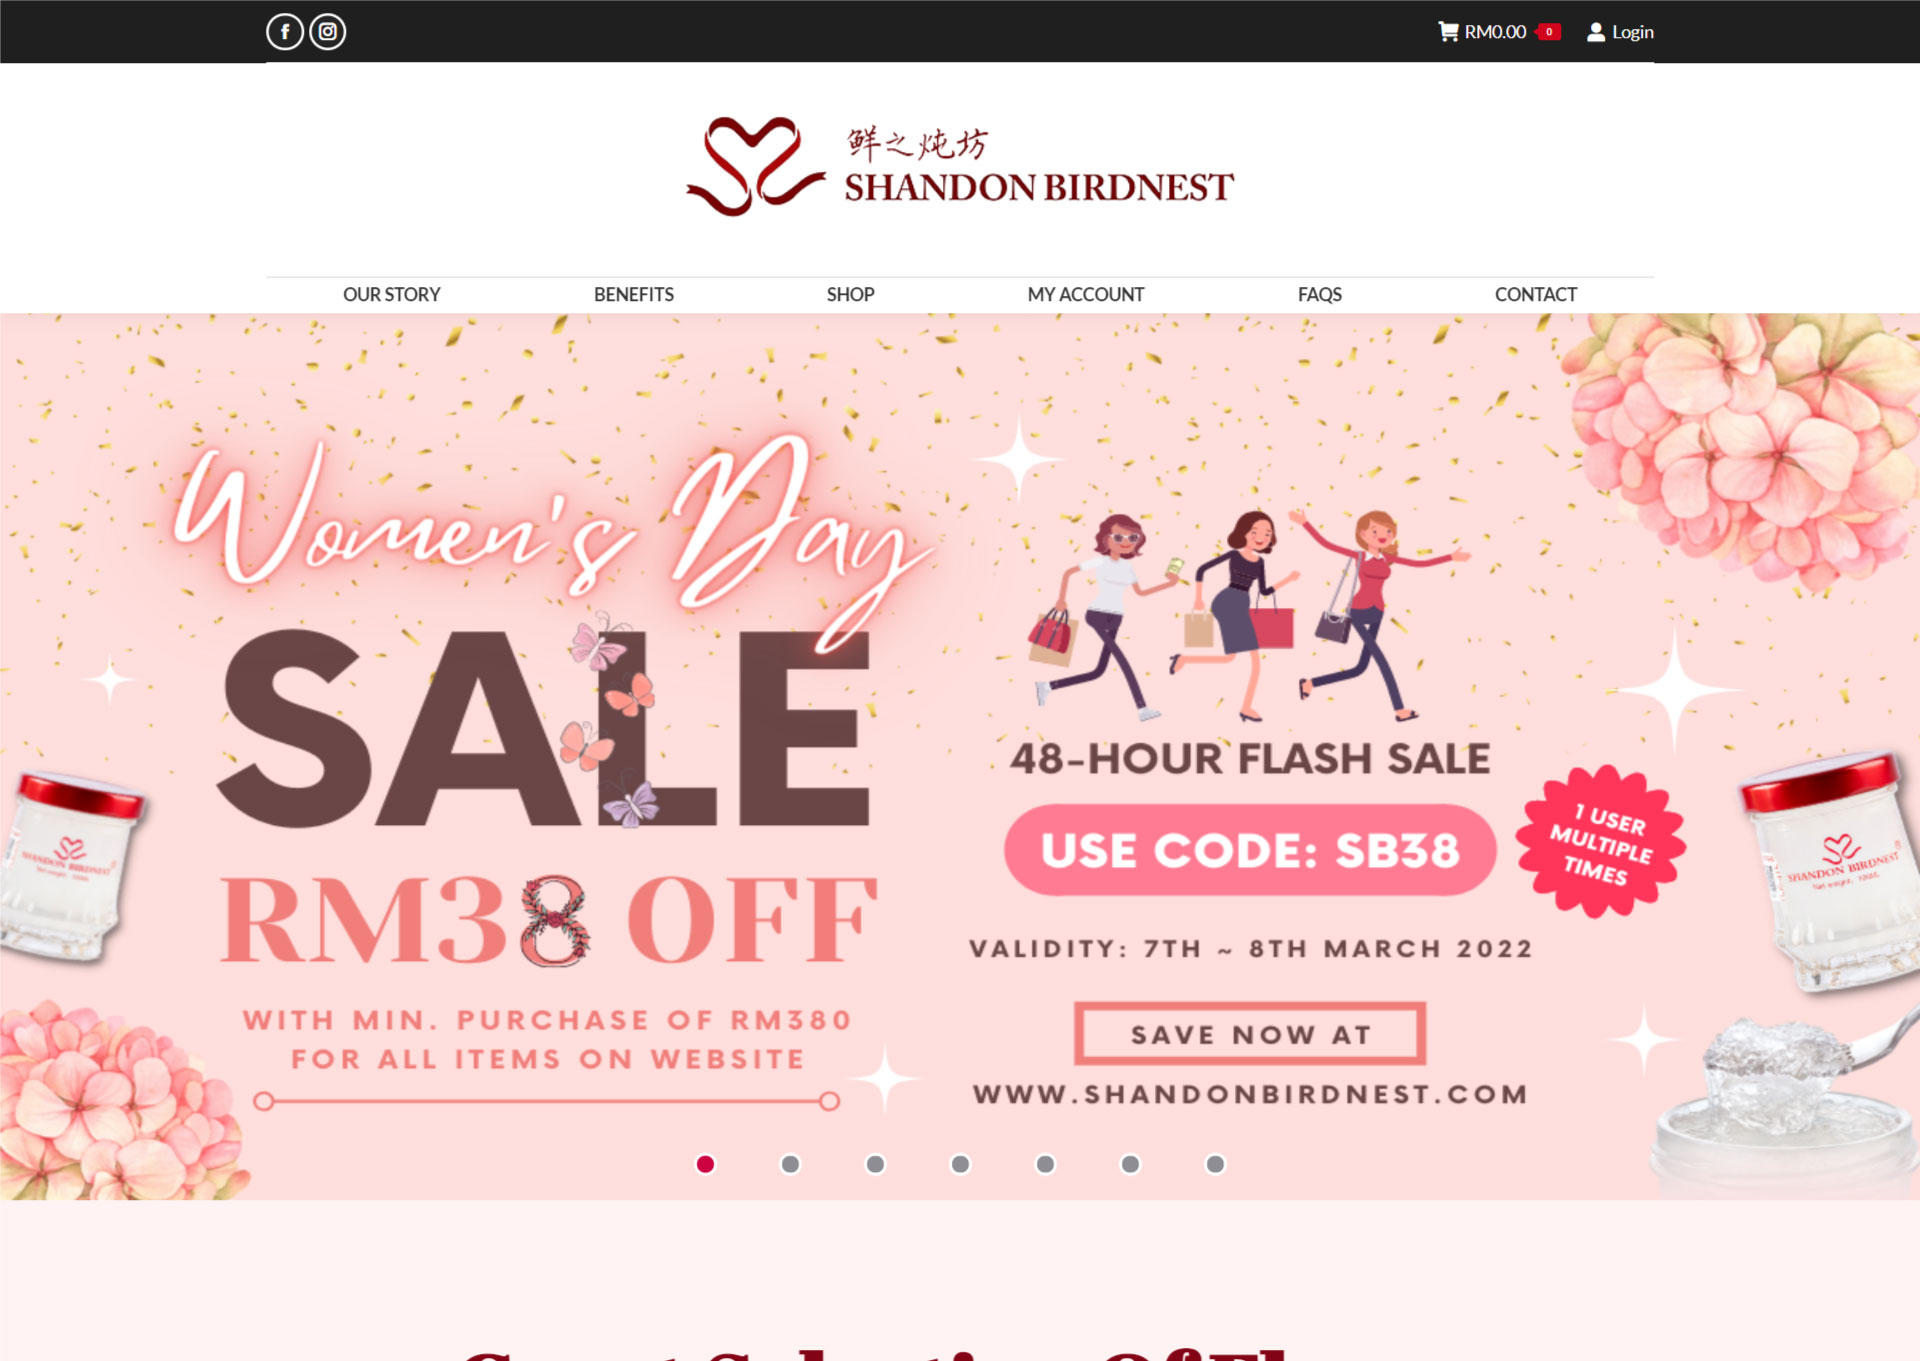 RM0.00 0 Login
鲜之炖坊
SHANDON BIRDNEST
OUR STORY BENEFITS SHOP MY ACCOUNT FAQS CONTACT
Women's Day
SALE
RM38 OFF
WITH MIN. PURCHASE OF RM380
FOR ALL ITEMS ON WEBSITE
48-HOUR FLASH SALE
USE CODE: SB38
1 USER
MULTIPLE
TIMES
VALIDITY: 7TH ~ 8TH MARCH 2022
SAVE NOW AT
WWW.SHANDONBIRDNEST.COM
SHANDON BIRDNEST
SHANDON BIRDNEST